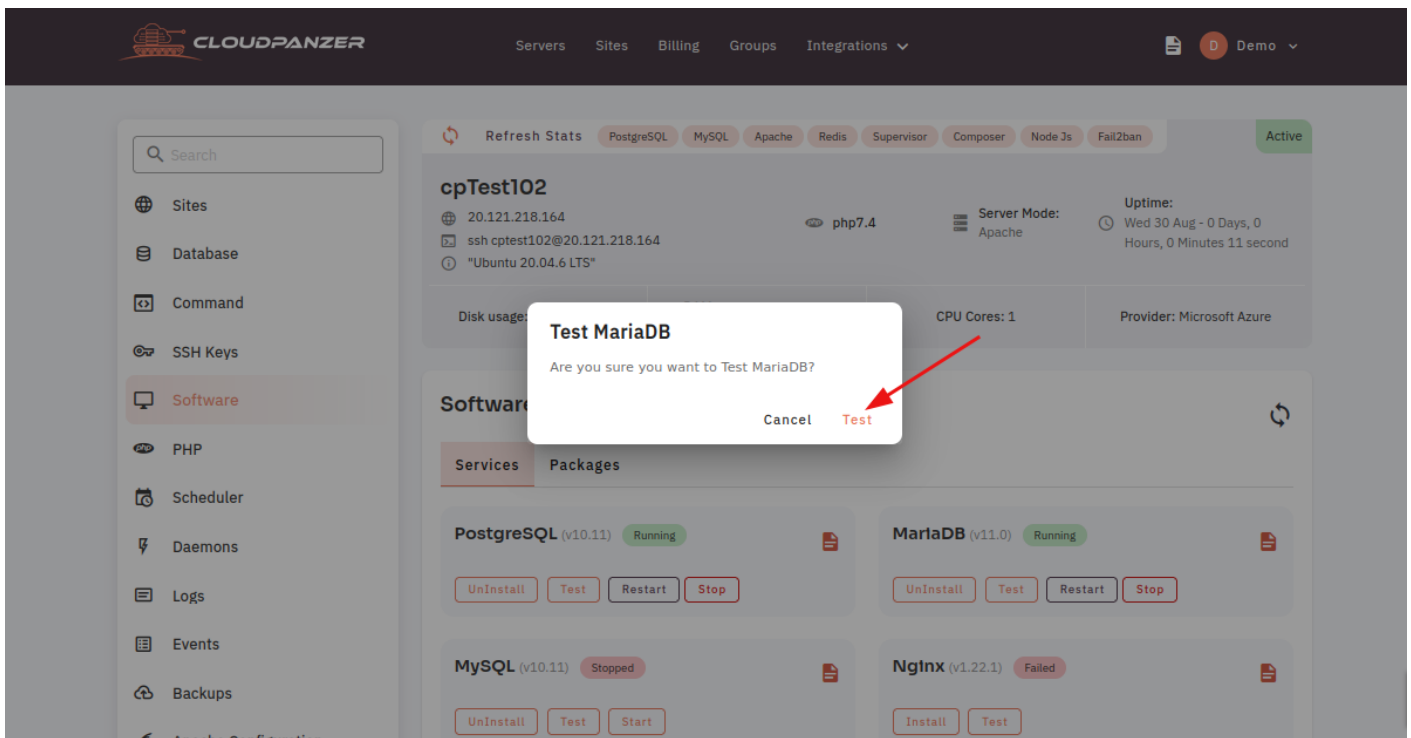 CLOUDPANZER
Servers Sites Billing Groups Integrations
D Demo
Search
Sites
Database
Command
SSH Keys
Software
PHP
Scheduler
Daemons
Logs
Events
Backups
Refresh Stats PostgreSQL MySQL Apache Redis Supervisor Composer Node Js Fail2ban Active
cpTest102
20.121.218.164
ssh cptest102@20.121.218.164
"Ubuntu 20.04.6 LTS"
php7.4
Server Mode:
Apache
Uptime:
Wed 30 Aug - 0 Days, 0
Hours, 0 Minutes 11 second
Disk usage:
CPU Cores: 1
Provider: Microsoft Azure
Test MariaDB
Are you sure you want to Test MariaDB?
Cancel Test
Software
Services Packages
PostgreSQL (v10.11) Running
UnInstall Test Restart Stop
MariaDB (v11.0) Running
UnInstall Test Restart Stop
MySQL (v10.11) Stopped
UnInstall Test Start
Nginx (v1.22.1) Failed
Install Test